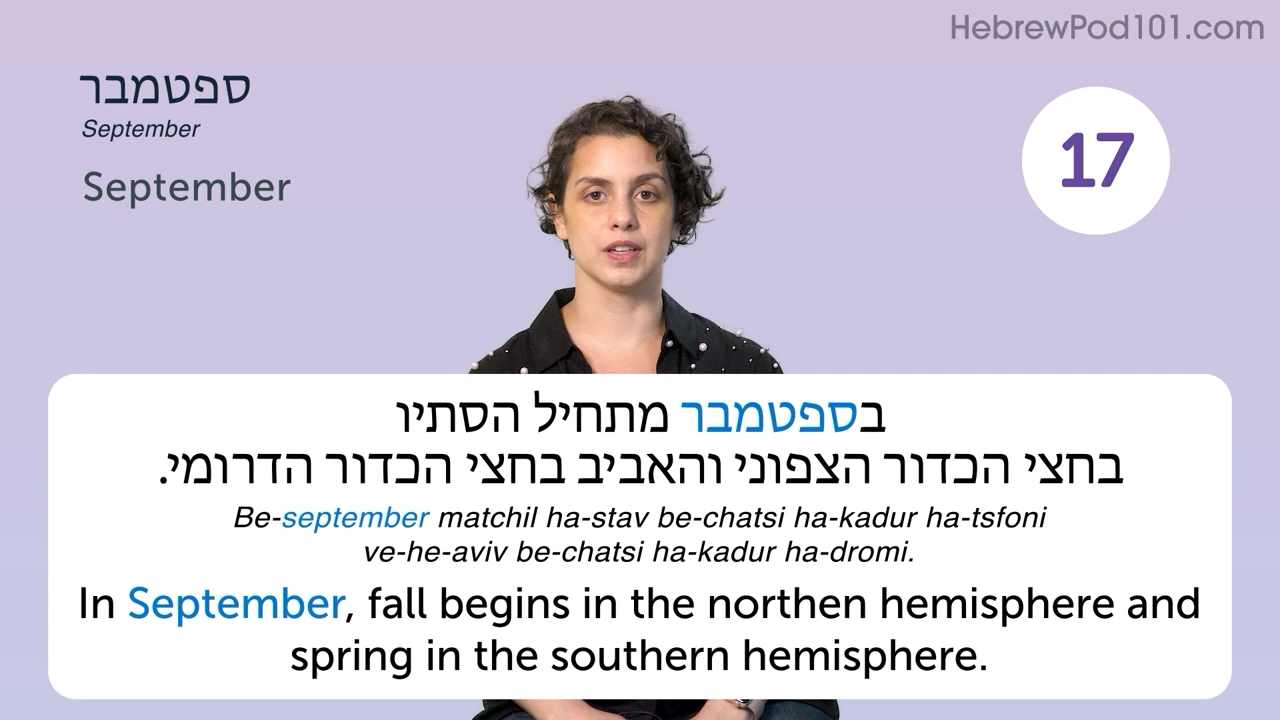 HebrewPod101.com
ספטמבר
September
September
17
בספטמבר מתחיל הסתיו
בחצי הכדור הצפוני והאביב בחצי הכדור הדרומי.
Be-september matchil ha-stav be-chatsi ha-kadur ha-tsfoni
ve-he-aviv be-chatsi ha-kadur ha-dromi.
In September, fall begins in the northen hemisphere and
spring in the southern hemisphere.